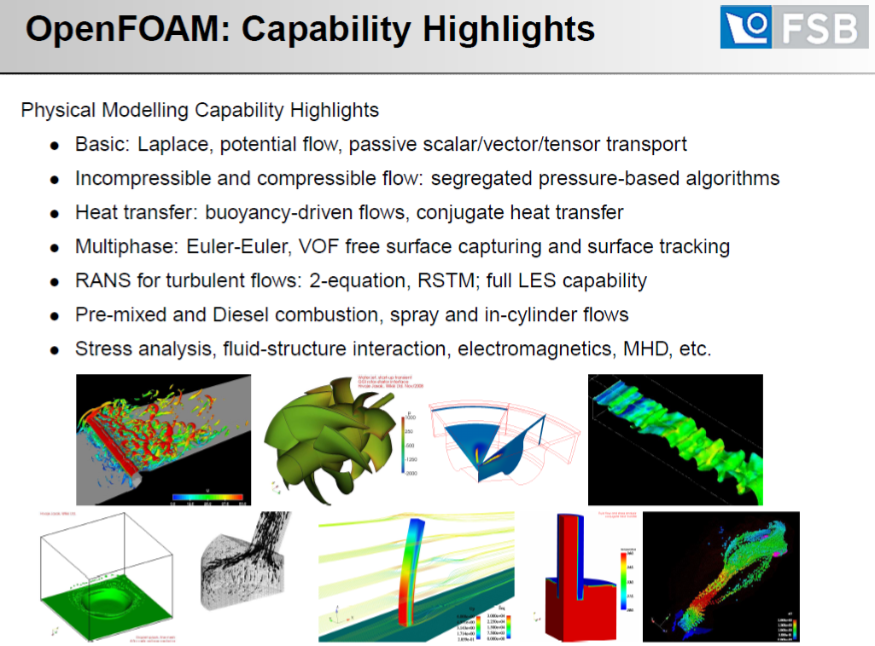 OpenFOAM: Capability Highlights
FSB
Physical Modelling Capability Highlights
● Basic: Laplace, potential flow, passive scalar/vector/tensor transport
● Incompressible and compressible flow: segregated pressure-based algorithms
● Heat transfer: buoyancy-driven flows, conjugate heat transfer
● Multiphase: Euler-Euler, VOF free surface capturing and surface tracking
● RANS for turbulent flows: 2-equation, RSTM; full LES capability
● Pre-mixed and Diesel combustion, spray and in-cylinder flows
● Stress analysis, fluid-structure interaction, electromagnetics, MHD, etc.